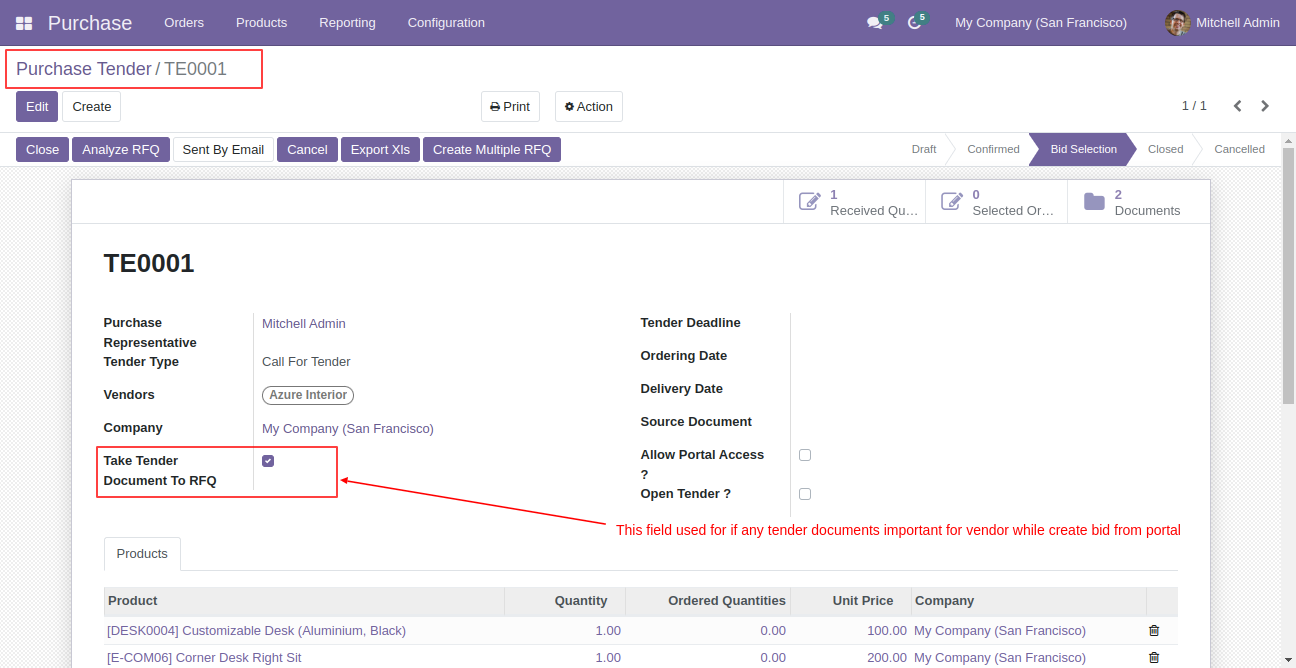 Purchase Orders Products Reporting Configuration 5 5 My Company (San Francisco) Mitchell Admin
Purchase Tender / TE0001
Edit Create Print Action 1 / 1
Close Analyze RFQ Sent By Email Cancel Export Xls Create Multiple RFQ Draft Confirmed Bid Selection Closed Cancelled
1 Received Qu... 0 Selected Or... 2 Documents
TE0001
Purchase Representative Mitchell Admin
Tender Type Call For Tender
Vendors Azure Interior
Company My Company (San Francisco)
Take Tender Document To RFQ
Tender Deadline
Ordering Date
Delivery Date
Source Document
Allow Portal Access ?
Open Tender ?
This field used for if any tender documents important for vendor while create bid from portal
Products
Product Quantity Ordered Quantities Unit Price Company
[DESK0004] Customizable Desk (Aluminium, Black) 1.00 0.00 100.00 My Company (San Francisco)
[E-COM06] Corner Desk Right Sit 1.00 0.00 200.00 My Company (San Francisco)